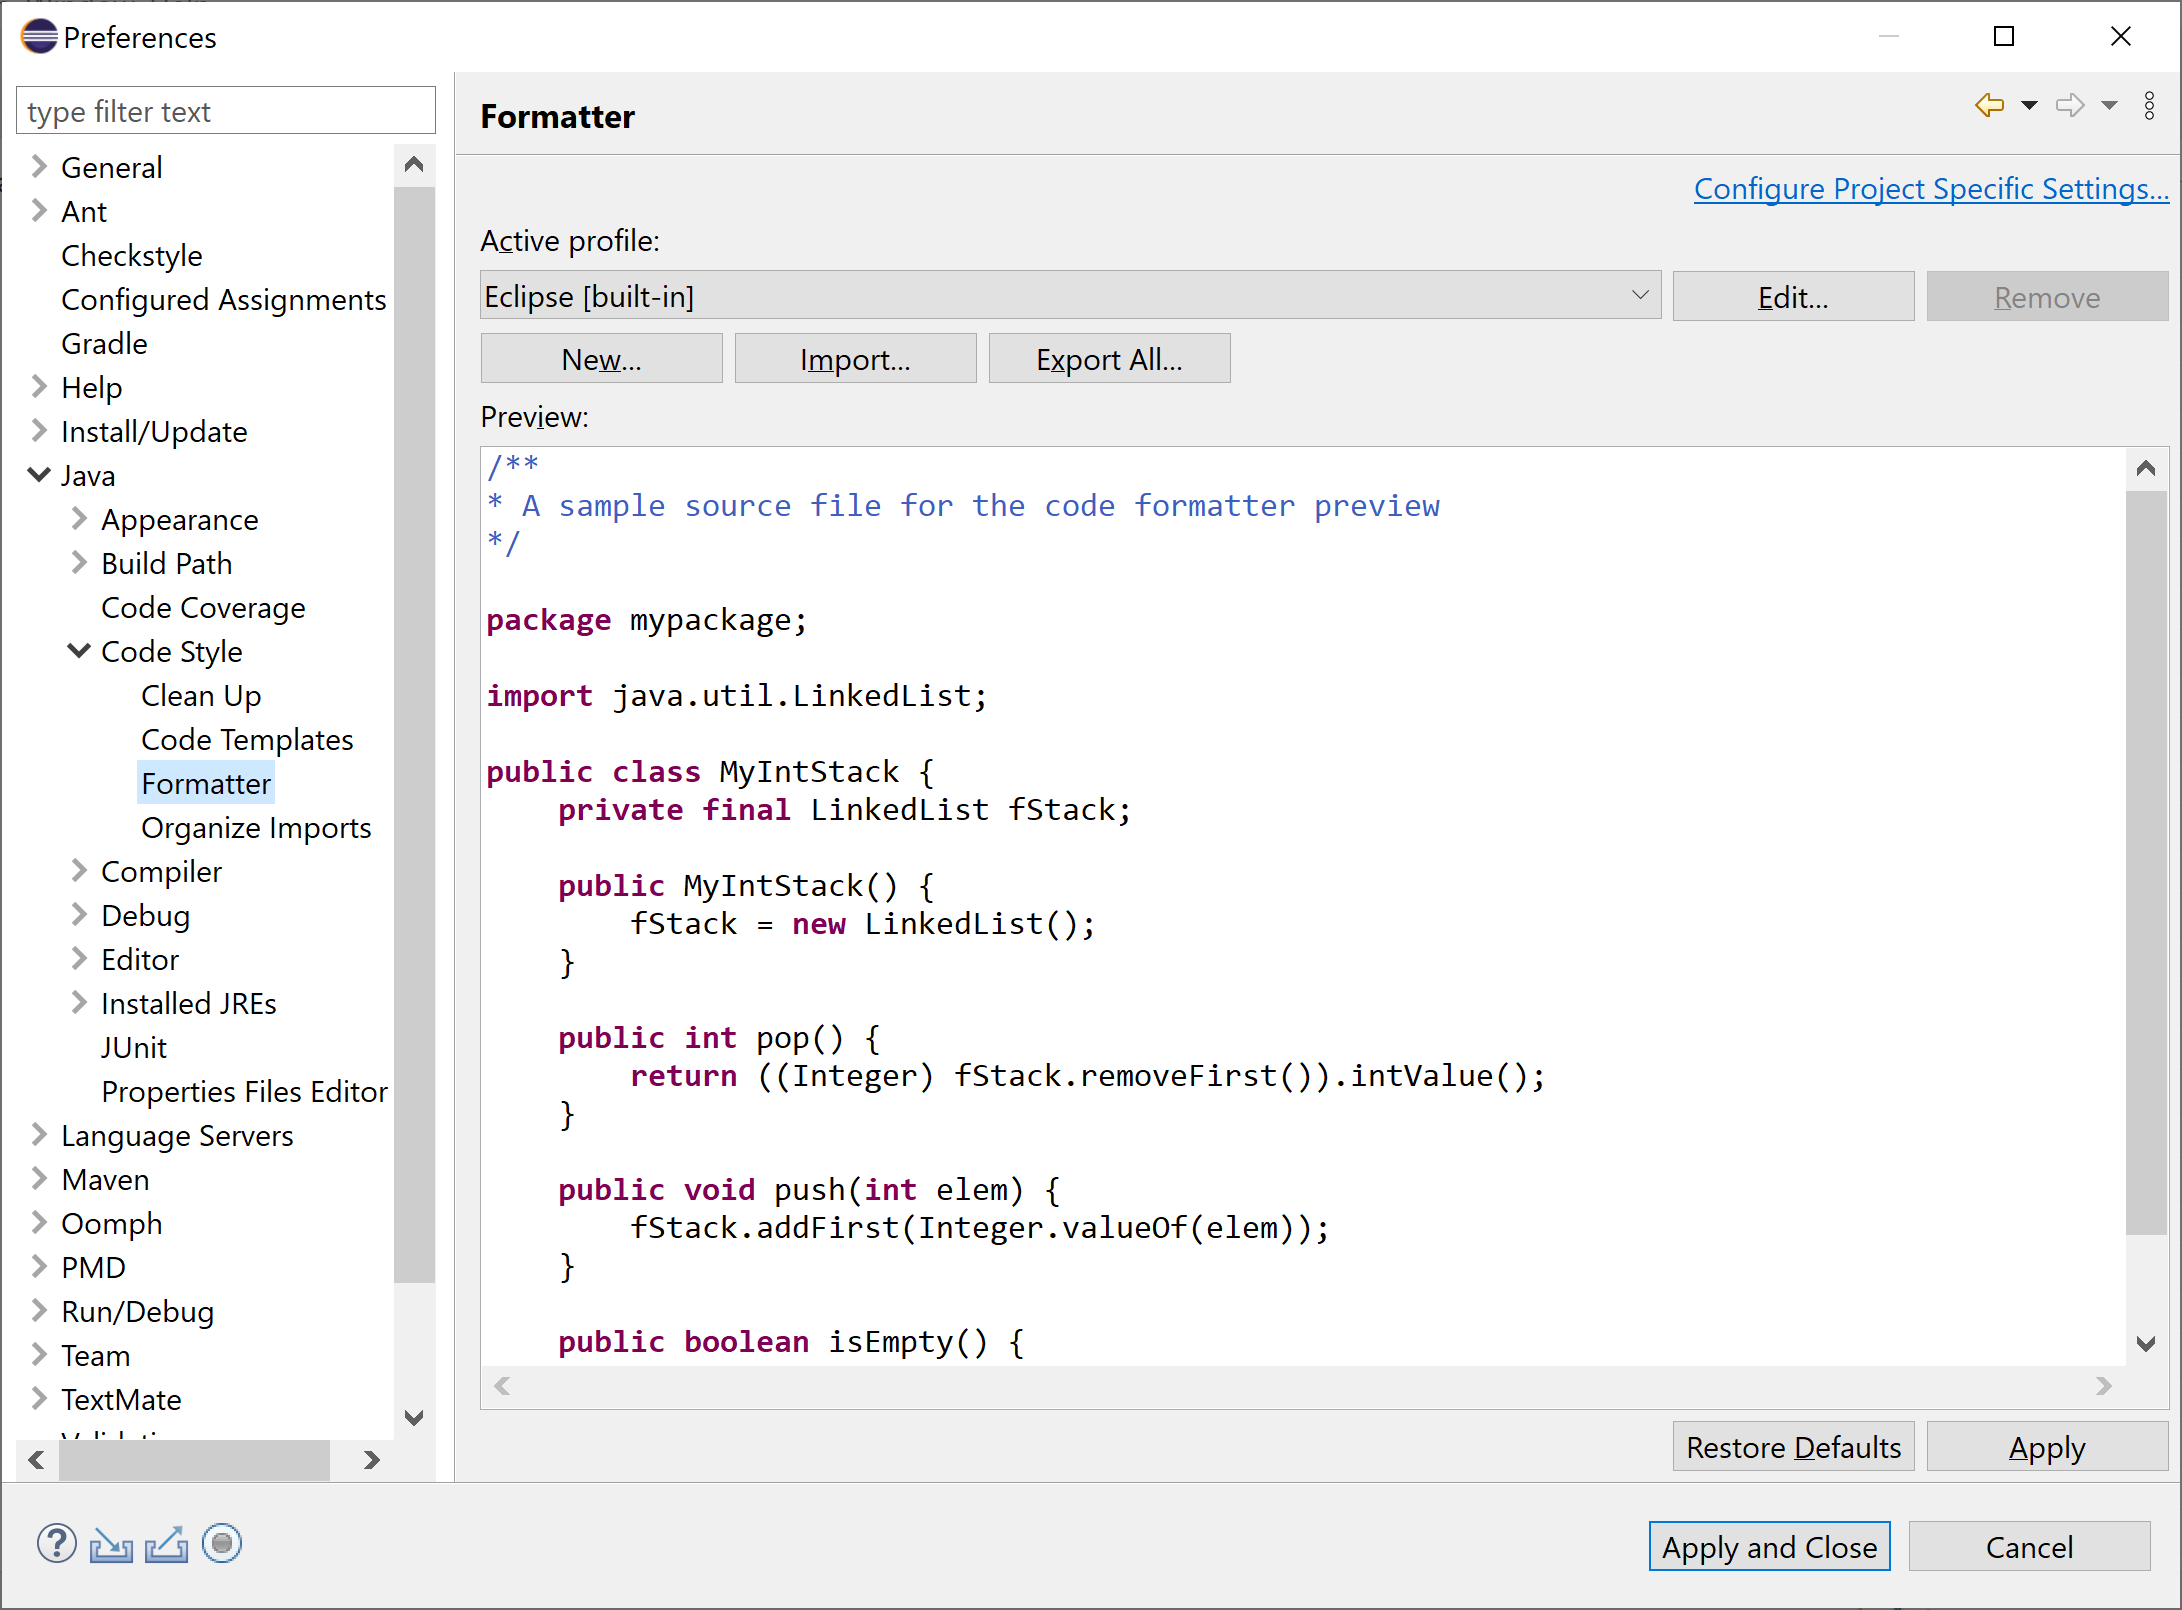 Preferences
type filter text
General
Ant
Checkstyle
Configured Assignments
Gradle
Help
Install/Update
Java
Appearance
Build Path
Code Coverage
Code Style
Clean Up
Code Templates
Formatter
Organize Imports
Compiler
Debug
Editor
Installed JREs
JUnit
Properties Files Editor
Language Servers
Maven
Oomph
PMD
Run/Debug
Team
TextMate
Formatter
Configure Project Specific Settings...
Active profile:
Eclipse [built-in]
Edit...
Remove
New...
Import...
Export All...
Preview:
/**
* A sample source file for the code formatter preview
*/
package mypackage;
import java.util.LinkedList;
public class MyIntStack {
private final LinkedList fStack;
public MyIntStack() {
fStack = new LinkedList();
}
public int pop() {
return ((Integer) fStack.removeFirst()).intValue();
}
public void push(int elem) {
fStack.addFirst(Integer.valueOf(elem));
}
public boolean isEmpty() {
Restore Defaults
Apply
Apply and Close
Cancel